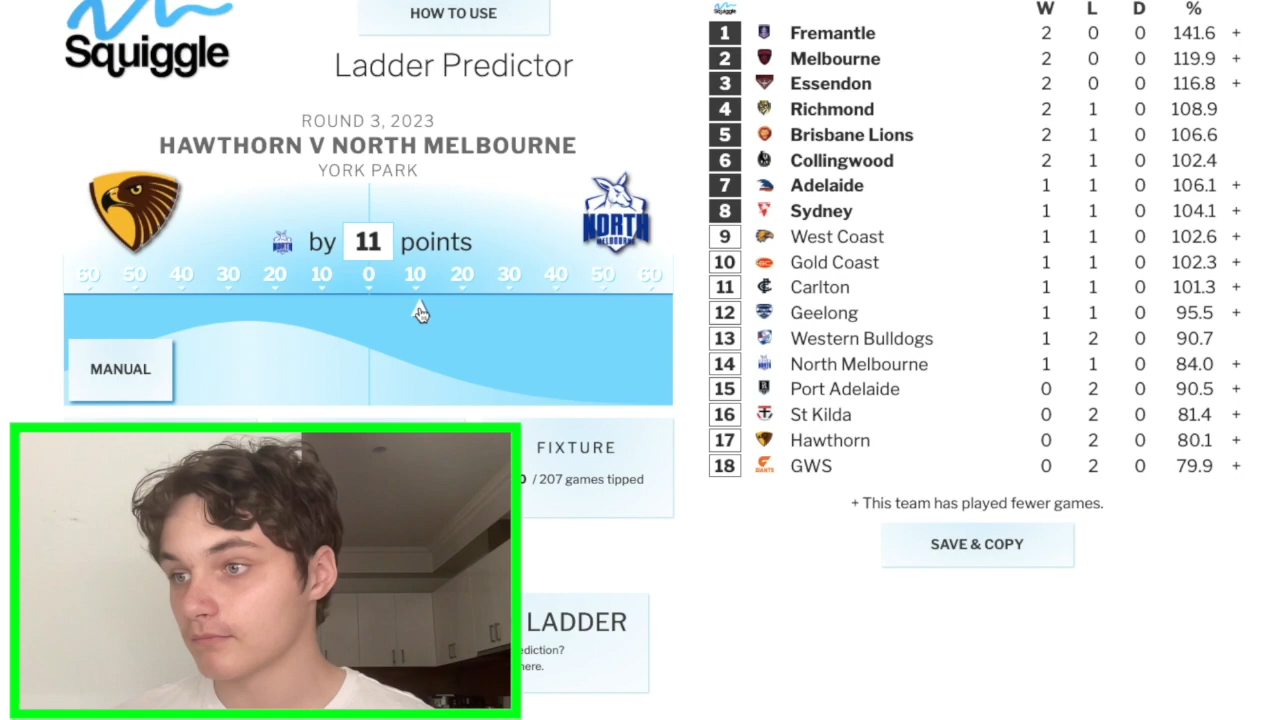 HOW TO USE
Squiggle
Ladder Predictor
ROUND 3, 2023
HAWTHORN V NORTH MELBOURNE
YORK PARK
NORTH
MELBOURNE
by 11 points
60 50 40 30 20 10 0 10 20 30 40 50 60
MANUAL
FIXTURE
/ 207 games tipped
LADDER
ediction?
here.
W L D %
1 Fremantle 2 0 0 141.6 +
2 Melbourne 2 0 0 119.9 +
3 Essendon 2 0 0 116.8 +
4 Richmond 2 1 0 108.9
5 Brisbane Lions 2 1 0 106.6
6 Collingwood 2 1 0 102.4
7 Adelaide 1 1 0 106.1 +
8 Sydney 1 1 0 104.1 +
9 West Coast 1 1 0 102.6 +
10 Gold Coast 1 1 0 102.3 +
11 Carlton 1 1 0 101.3 +
12 Geelong 1 1 0 95.5 +
13 Western Bulldogs 1 2 0 90.7
14 North Melbourne 1 1 0 84.0 +
15 Port Adelaide 0 2 0 90.5 +
16 St Kilda 0 2 0 81.4 +
17 Hawthorn 0 2 0 80.1 +
18 GWS 0 2 0 79.9 +
+ This team has played fewer games.
SAVE & COPY